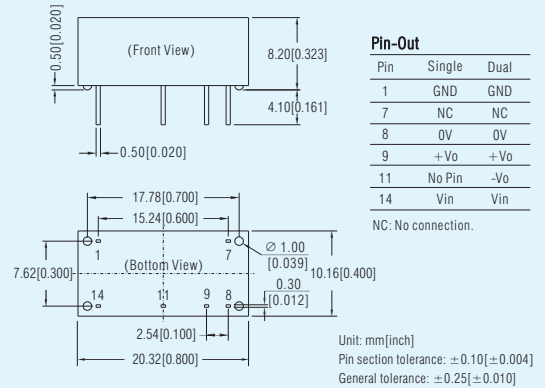 0.50[0.020]
(Front View)
8.20[0.323]
4.10[0.161]
0.50[0.020]
17.78[0.700]
15.24[0.600]
1
7
Ø 1.00
[0.039]
7.62[0.300]
(Bottom View)
10.16[0.400]
0.30
[0.012]
14
11
9
8
2.54[0.100]
20.32[0.800]
Pin-Out
Pin Single Dual
1 GND GND
7 NC NC
8 0V 0V
9 +Vo +Vo
11 No Pin -Vo
14 Vin Vin
NC: No connection.
Unit: mm[inch]
Pin section tolerance: ±0.10[±0.004]
General tolerance: ±0.25[±0.010]